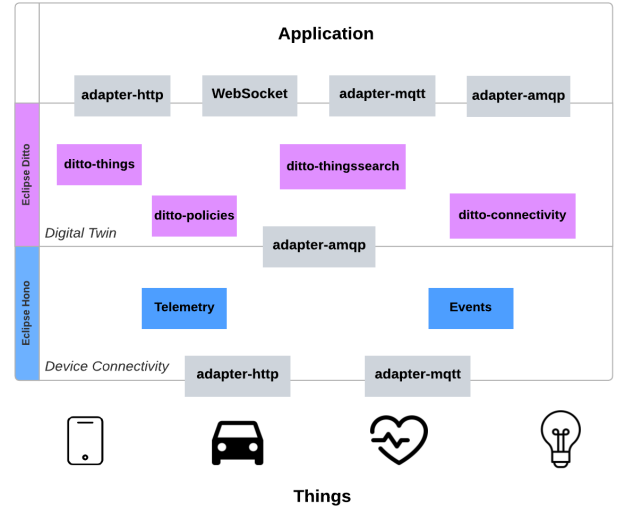 Application
adapter-http
WebSocket
adapter-mqtt
adapter-amqp
Eclipse Ditto
ditto-things
ditto-thingssearch
ditto-policies
ditto-connectivity
Digital Twin
adapter-amqp
Eclipse Hono
Telemetry
Events
Device Connectivity
adapter-http
adapter-mqtt
Things